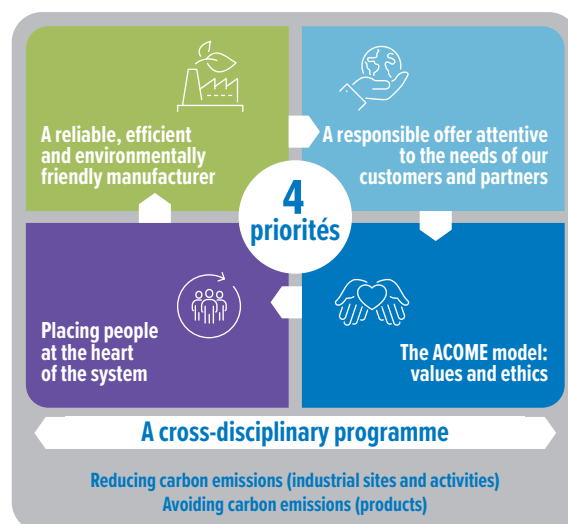 A reliable, efficient
and environmentally
friendly manufacturer
A responsible offer attentive
to the needs of our
customers and partners
4
priorités
Placing people
at the heart
of the system
The ACOME model:
values and ethics
A cross-disciplinary programme
Reducing carbon emissions (industrial sites and activities)
Avoiding carbon emissions (products)